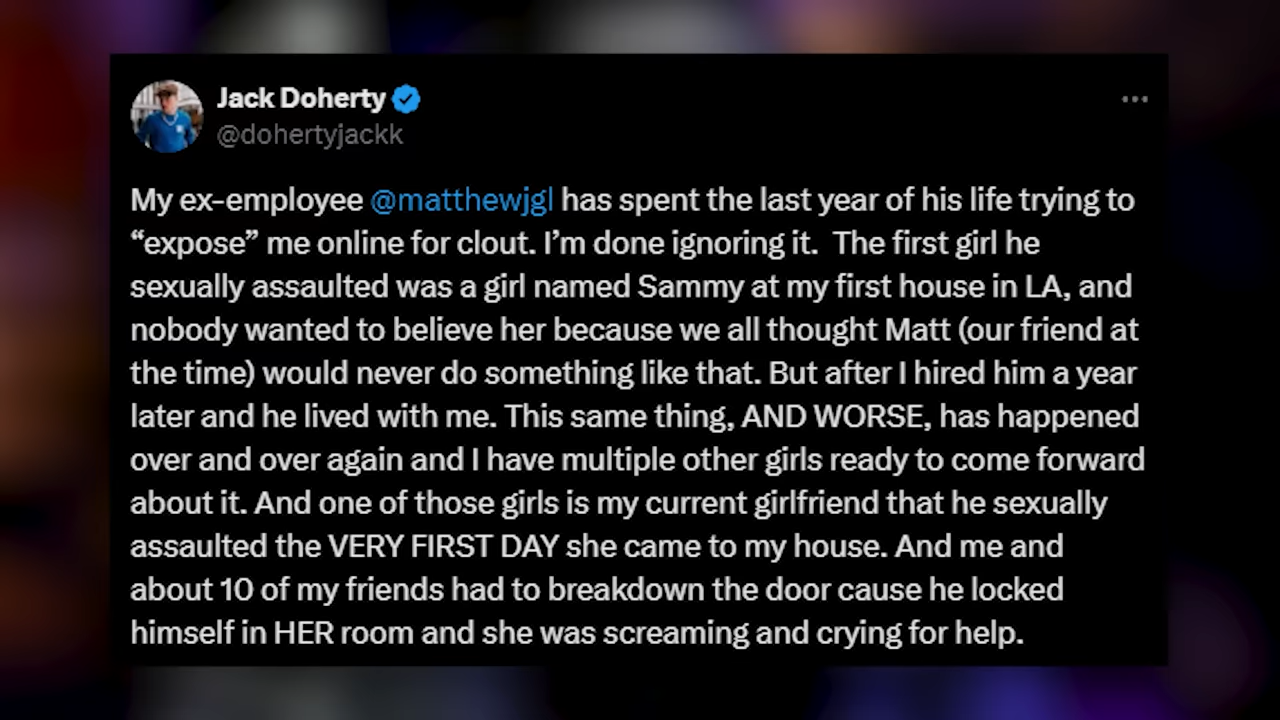 Jack Doherty
@dohertyjackk
My ex-employee @matthewjgl has spent the last year of his life trying to
“expose” me online for clout. I’m done ignoring it.  The first girl he
sexually assaulted was a girl named Sammy at my first house in LA, and
nobody wanted to believe her because we all thought Matt (our friend at
the time) would never do something like that. But after I hired him a year
later and he lived with me. This same thing, AND WORSE, has happened
over and over again and I have multiple other girls ready to come forward
about it. And one of those girls is my current girlfriend that he sexually
assaulted the VERY FIRST DAY she came to my house. And me and
about 10 of my friends had to breakdown the door cause he locked
himself in HER room and she was screaming and crying for help.